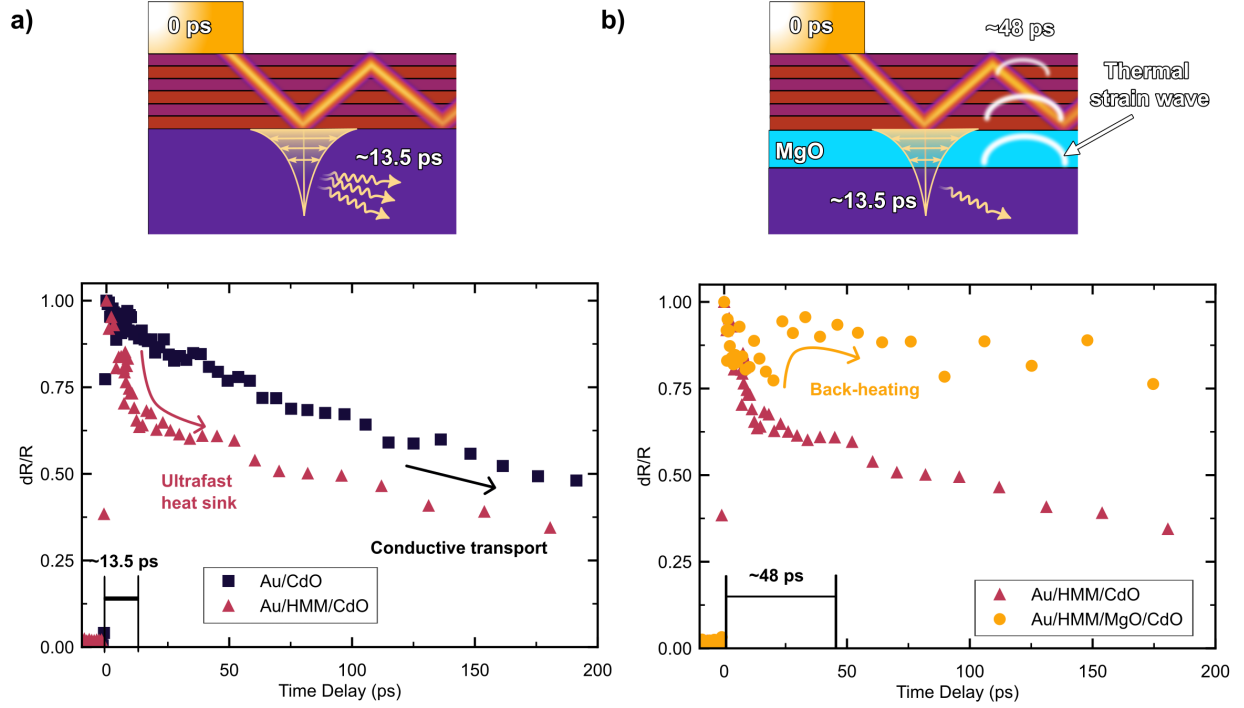 a)
0 ps
~13.5 ps
b)
0 ps
~48 ps
Thermal
strain wave
MgO
~13.5 ps
1.00
0.75
0.50
0.25
0.00
dR/R
Ultrafast
heat sink
Conductive transport
~13.5 ps
Au/CdO
Au/HMM/CdO
0
50
100
150
200
Time Delay (ps)
1.00
0.75
0.50
0.25
0.00
dR/R
Back-heating
~48 ps
Au/HMM/CdO
Au/HMM/MgO/CdO
0
50
100
150
200
Time Delay (ps)